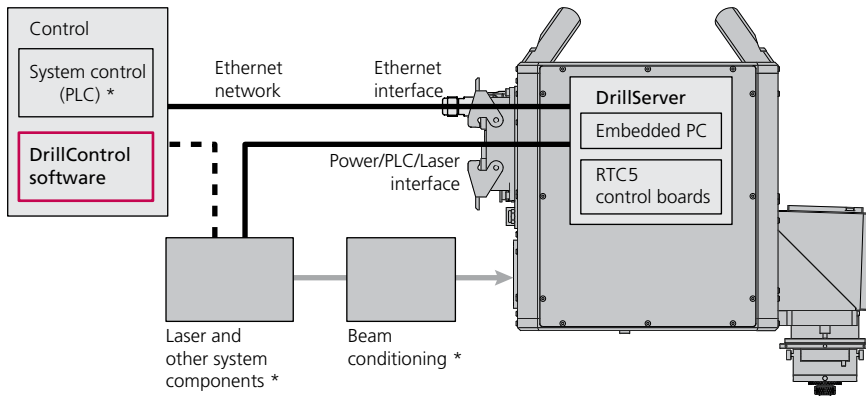 Control
System control
(PLC) *
DrillControl
software
Ethernet
network
Ethernet
interface
Power/PLC/Laser
interface
DrillServer
Embedded PC
RTC5
control boards
Laser and
other system
components *
Beam
conditioning *